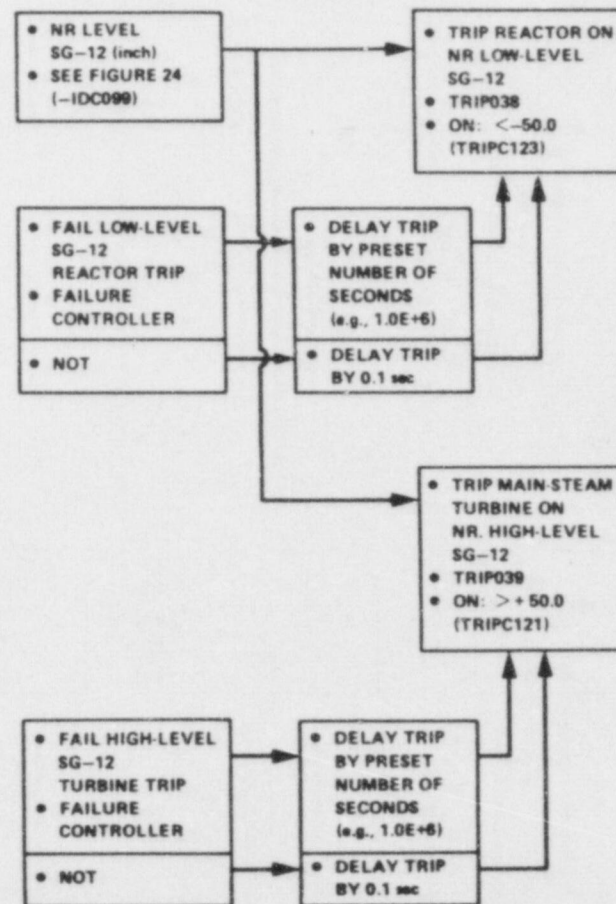 • NR LEVEL
SG–12 (inch)
• SEE FIGURE 24
(–IDC099)
• TRIP REACTOR ON
NR LOW-LEVEL
SG–12
• TRIP038
• ON: <–50.0
(TRIPC123)
• FAIL LOW-LEVEL
SG–12
REACTOR TRIP
• FAILURE
CONTROLLER
• NOT
• DELAY TRIP
BY PRESET
NUMBER OF
SECONDS
(e.g., 1.0E+6)
• DELAY TRIP
BY 0.1 sec
• TRIP MAIN-STEAM
TURBINE ON
NR. HIGH-LEVEL
SG–12
• TRIP039
• ON: >+50.0
(TRIPC121)
• FAIL HIGH-LEVEL
SG–12
TURBINE TRIP
• FAILURE
CONTROLLER
• NOT
• DELAY TRIP
BY PRESET
NUMBER OF
SECONDS
(e.g., 1.0E+6)
• DELAY TRIP
BY 0.1 sec